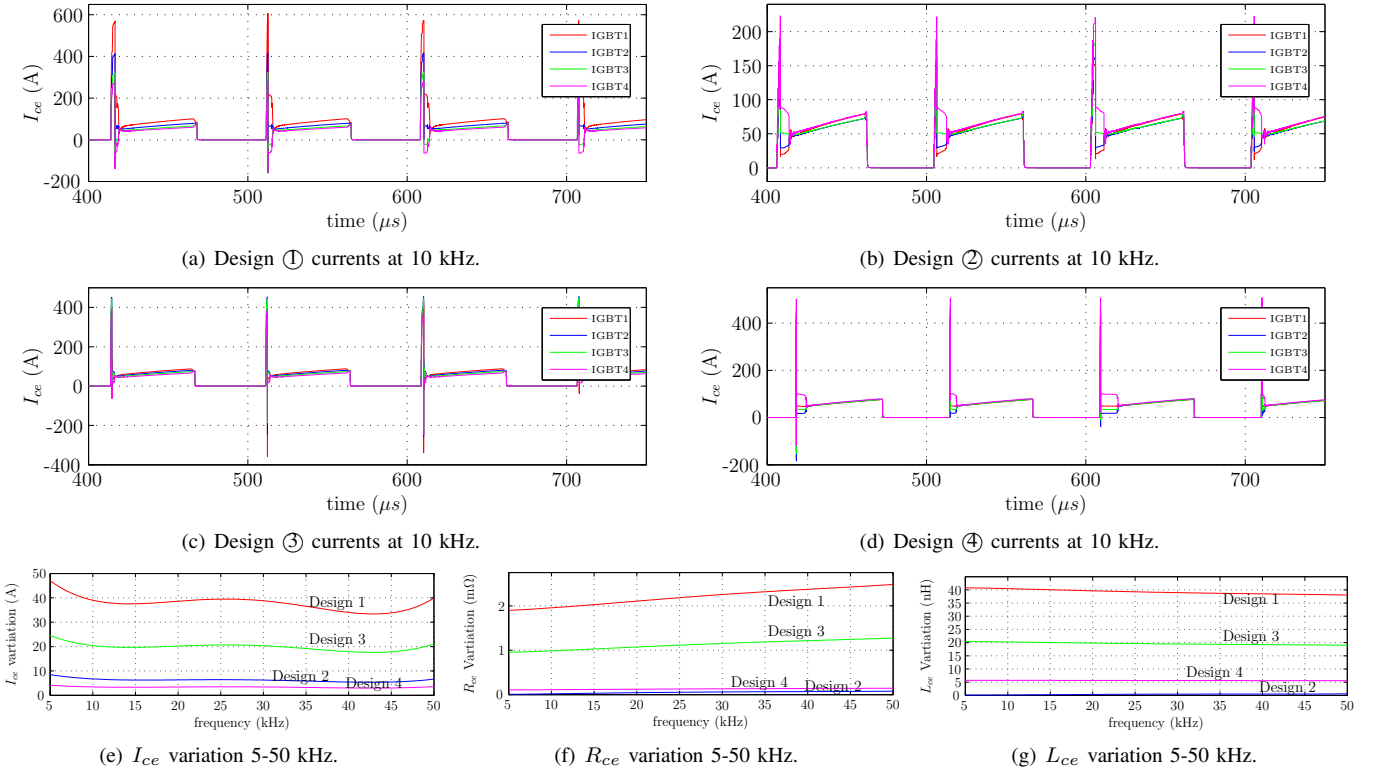 600
400
200
0
-200
400
500
600
700
I_ce (A)
time (μs)
IGBT1
IGBT2
IGBT3
IGBT4
(a) Design ① currents at 10 kHz.
200
150
100
50
0
400
500
600
700
I_ce (A)
time (μs)
IGBT1
IGBT2
IGBT3
IGBT4
(b) Design ② currents at 10 kHz.
400
200
0
-200
-400
400
500
600
700
I_ce (A)
time (μs)
IGBT1
IGBT2
IGBT3
IGBT4
(c) Design ③ currents at 10 kHz.
400
200
0
-200
400
500
600
700
I_ce (A)
time (μs)
IGBT1
IGBT2
IGBT3
IGBT4
(d) Design ④ currents at 10 kHz.
50
40
30
20
10
0
5
10
15
20
25
30
35
40
45
50
I_ce vartiation (A)
frequency (kHz)
Design 1
Design 3
Design 2
Design 4
(e) I_ce variation 5-50 kHz.
2
1
0
5
10
15
20
25
30
35
40
45
50
R_ce Vartiation (mΩ)
frequency (kHz)
Design 1
Design 3
Design 4
Design 2
(f) R_ce variation 5-50 kHz.
40
35
30
25
20
15
10
5
0
5
10
15
20
25
30
35
40
45
50
L_ce Vartiation (nH)
frequency (kHz)
Design 1
Design 3
Design 4
Design 2
(g) L_ce variation 5-50 kHz.